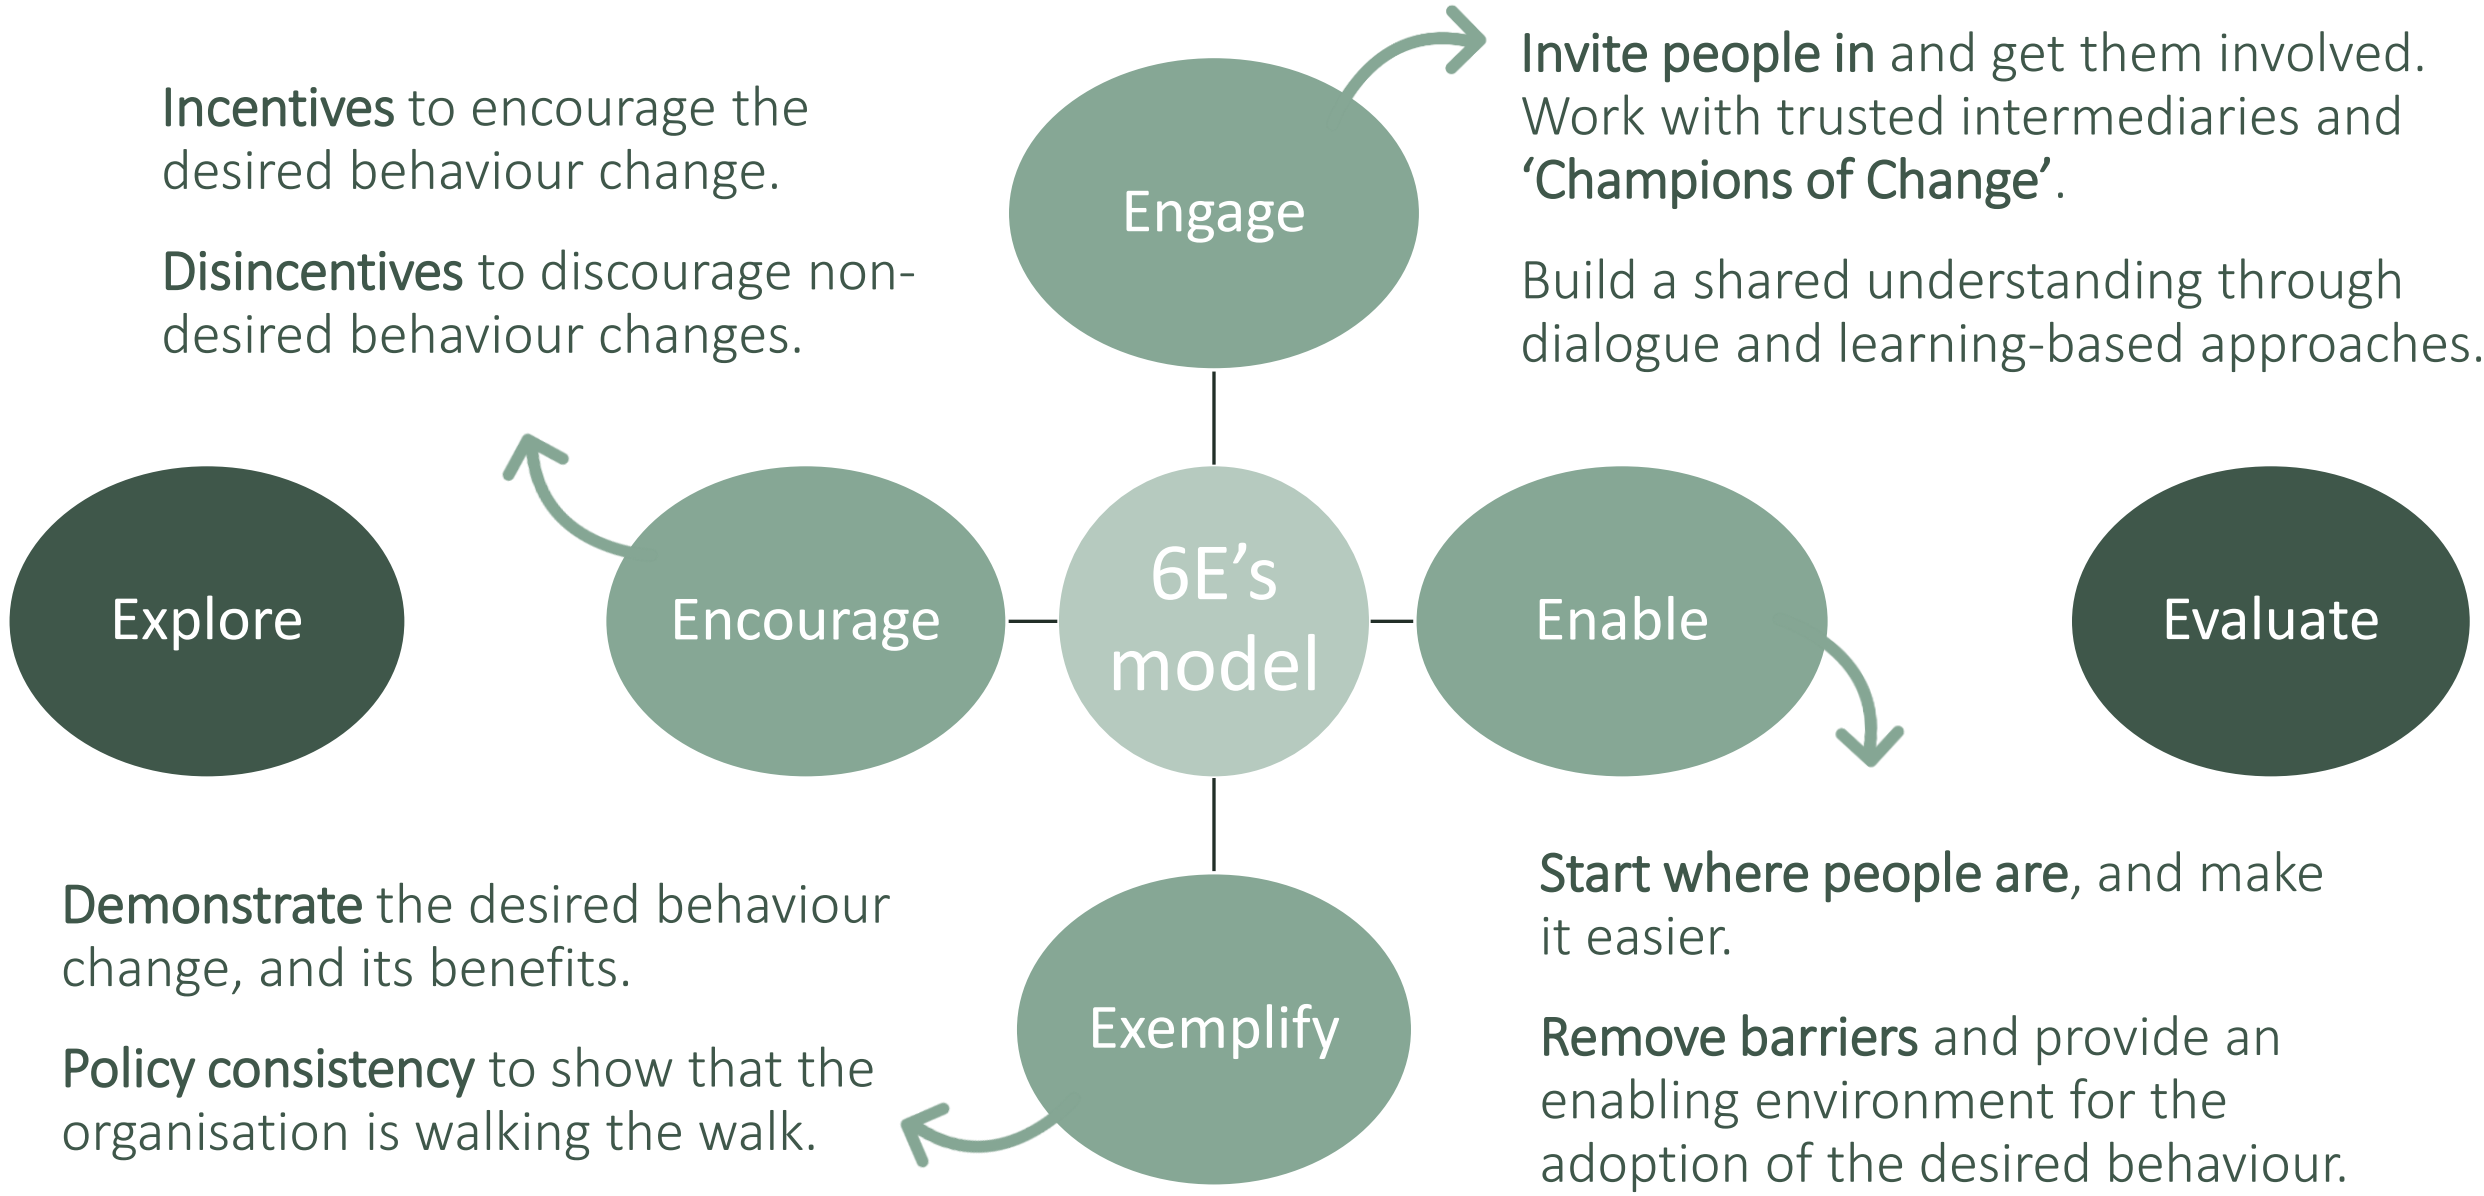 Incentives to encourage the
desired behaviour change.
Disincentives to discourage non-
desired behaviour changes.
Engage
Invite people in and get them involved.
Work with trusted intermediaries and
‘Champions of Change’.
Build a shared understanding through
dialogue and learning-based approaches.
Explore
Encourage
6E’s
model
Enable
Evaluate
Demonstrate the desired behaviour
change, and its benefits.
Policy consistency to show that the
organisation is walking the walk.
Exemplify
Start where people are, and make
it easier.
Remove barriers and provide an
enabling environment for the
adoption of the desired behaviour.